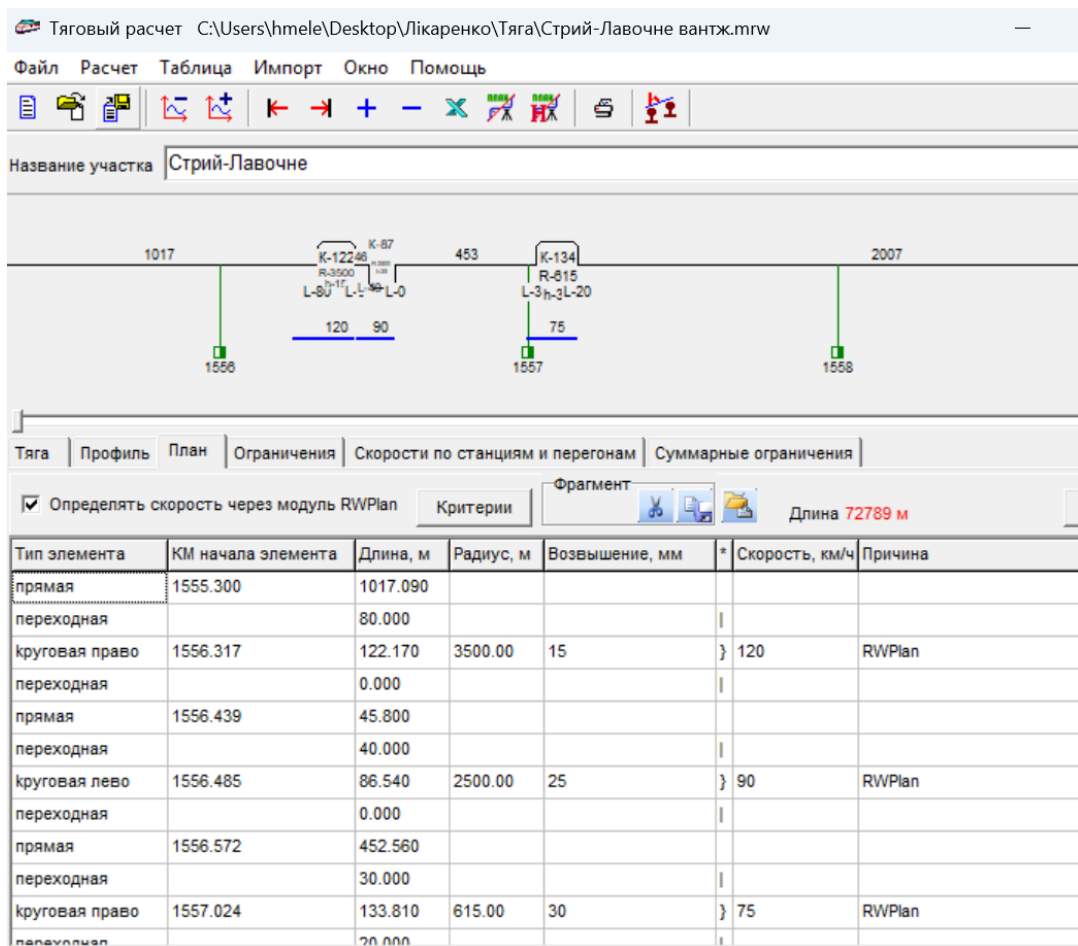 Тяговый расчет C:\Users\hmele\Desktop\Лікаренко\Тяга\Стрий-Лавочне вантж.mrw
Файл Расчет Таблица Импорт Окно Помощь
Название участка Стрий-Лавочне
1017 453 2007
K-122 46 K-87 K-134
R-3500 R-615
L-80 h-15 L-0 h-3 L-20
120 90 75
1556 1557 1558
Тяга Профиль План Ограничения Скорости по станциям и перегонам Суммарные ограничения
Определять скорость через модуль RWPlan Критерии Фрагмент Длина 72789 м
Тип элемента КМ начала элемента Длина, м Радиус, м Возвышение, мм * Скорость, км/ч Причина
прямая 1555.300 1017.090
переходная 80.000 |
круговая право 1556.317 122.170 3500.00 15 } 120 RWPlan
переходная 0.000 |
прямая 1556.439 45.800
переходная 40.000 |
круговая лево 1556.485 86.540 2500.00 25 } 90 RWPlan
переходная 0.000 |
прямая 1556.572 452.560
переходная 30.000 |
круговая право 1557.024 133.810 615.00 30 } 75 RWPlan
переходная 20.000 |